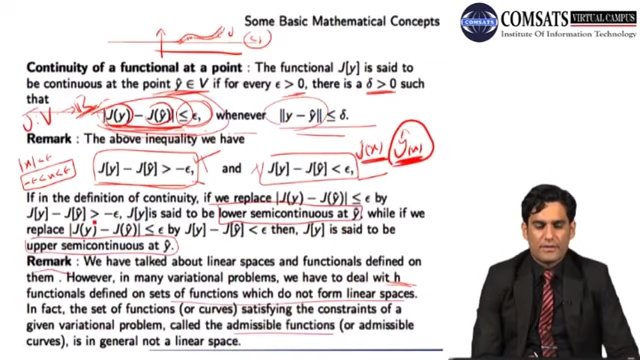 Some Basic Mathematical Concepts
COMSATS VIRTUAL CAMPUS
Institute Of Information Technology
Continuity of a functional at a point : The functional J[y] is said to
be continuous at the point ŷ ∈ V if for every ϵ > 0, there is a δ > 0 such
that
J: V → R
|J(y) − J(ŷ)| ≤ ϵ, whenever ||y − ŷ|| ≤ δ.
Remark : The above inequality we have
J[y] − J[ŷ] > −ϵ, and J[y] − J[ŷ] < ϵ,
If in the definition of continuity, if we replace |J(y) − J(ŷ)| ≤ ϵ by
J[y] − J[ŷ] > −ϵ, J[y] is said to be lower semicontinuous at ŷ, while if we
replace |J(y) − J(ŷ)| ≤ ϵ by J[y] − J[ŷ] < ϵ then, J[y] is said to be
upper semicontinuous at ŷ.
Remark : We have talked about linear spaces and functionals defined on
them . However, in many variational problems, we have to deal wit h
functionals defined on sets of functions which do not form linear spaces.
In fact, the set of functions (or curves) satisfying the constraints of a
given variational problem, called the admissible functions (or admissible
curves), is in general not a linear space.